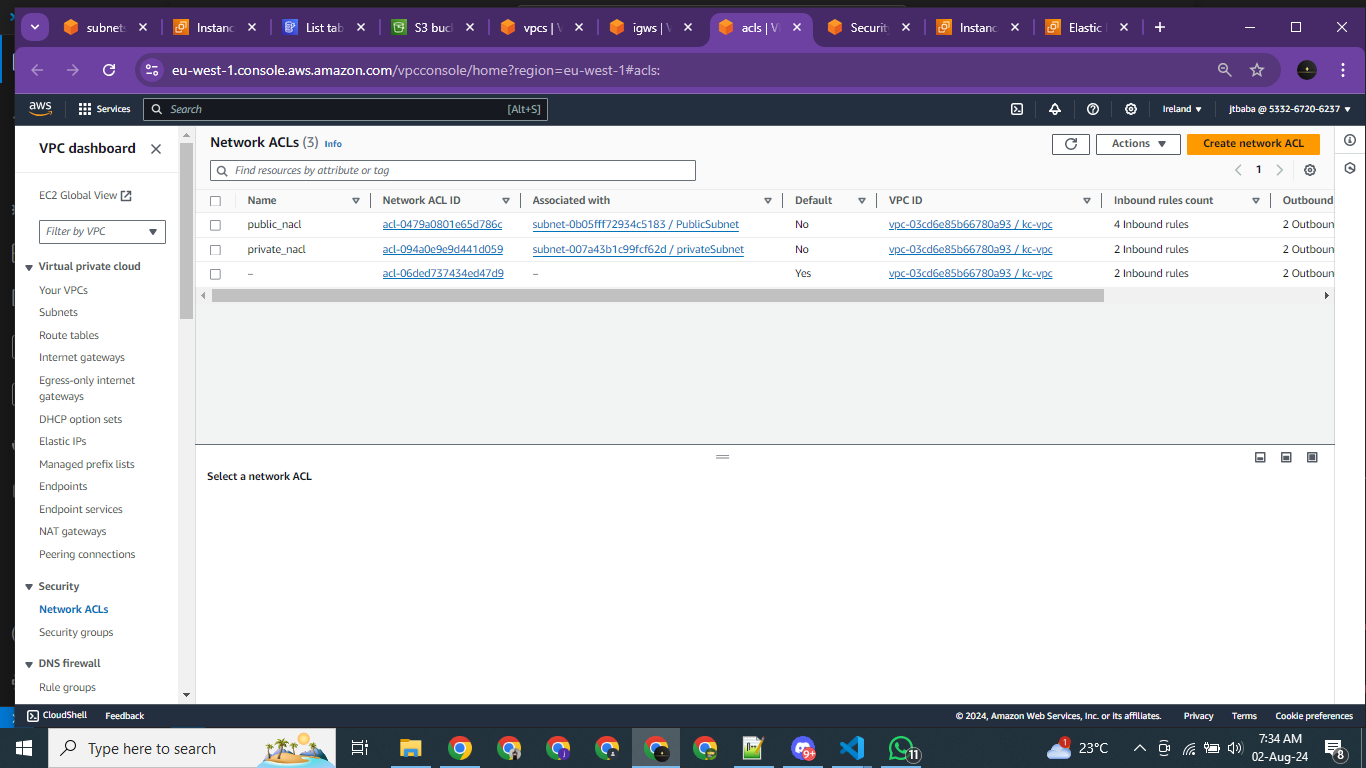 subnets
Instanc
List tab
S3 buc
vpcs | V
igws | V
acls | V
Security
Instanc
Elastic
eu-west-1.console.aws.amazon.com/vpcconsole/home?region=eu-west-1#acls:
aws
Services
Search
[Alt+S]
Ireland
jtbaba @ 5332-6720-6237
VPC dashboard
EC2 Global View
Filter by VPC
Virtual private cloud
Your VPCs
Subnets
Route tables
Internet gateways
Egress-only internet
gateways
DHCP option sets
Elastic IPs
Managed prefix lists
Endpoints
Endpoint services
NAT gateways
Peering connections
Security
Network ACLs
Security groups
DNS firewall
Rule groups
Network ACLs (3) Info
Actions
Create network ACL
Find resources by attribute or tag
1
Name Network ACL ID Associated with Default VPC ID Inbound rules count Outbound
public_nacl acl-0479a0801e65d786c subnet-0b05fff72934c5183 / PublicSubnet No vpc-03cd6e85b66780a93 / kc-vpc 4 Inbound rules 2 Outboun
private_nacl acl-094a0e9e9d441d059 subnet-007a43b1c99fcf62d / privateSubnet No vpc-03cd6e85b66780a93 / kc-vpc 2 Inbound rules 2 Outboun
– acl-06ded737434ed47d9 – Yes vpc-03cd6e85b66780a93 / kc-vpc 2 Inbound rules 2 Outboun
Select a network ACL
CloudShell Feedback
© 2024, Amazon Web Services, Inc. or its affiliates. Privacy Terms Cookie preferences
Type here to search
9+
11
1
23°C
7:34 AM
02-Aug-24
8